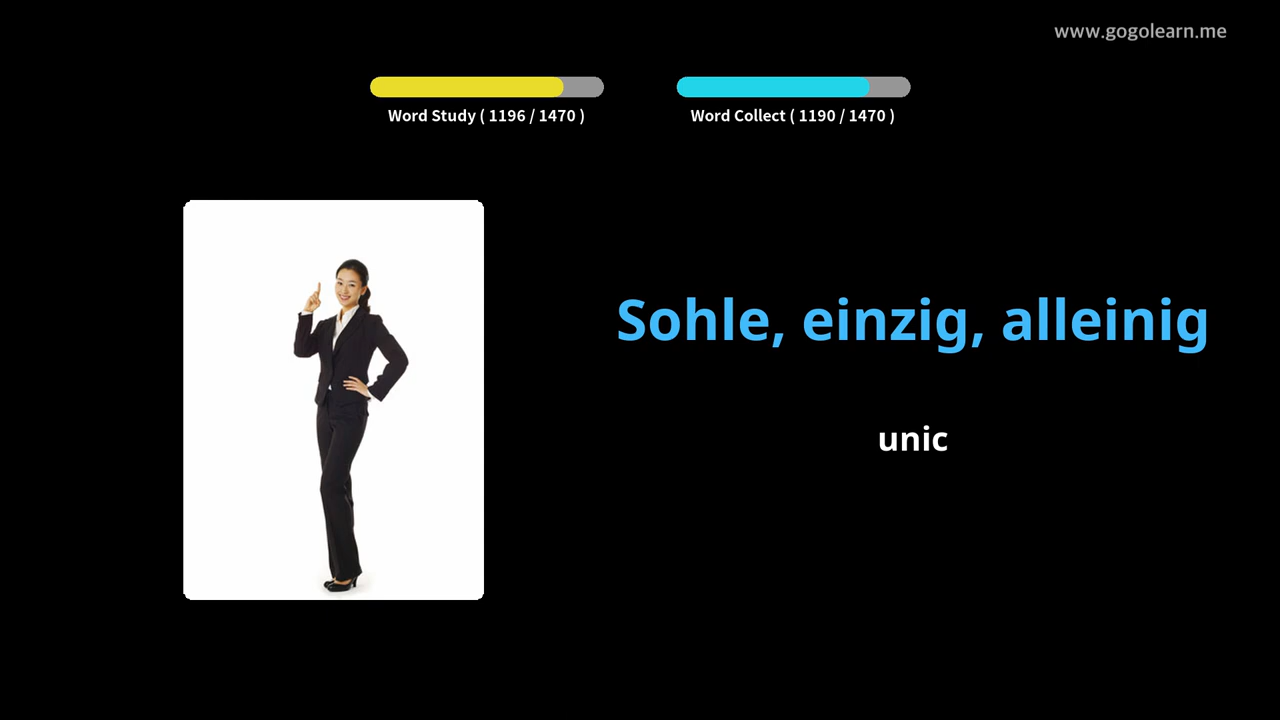 www.gogolearn.me
Word Study ( 1196 / 1470 )
Word Collect ( 1190 / 1470 )
Sohle, einzig, alleinig
unic